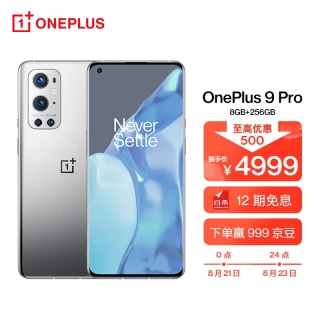 ONEPLUS
OnePlus 9 Pro
8GB+256GB
至高优惠
500
到手价 ¥4999
白条 12期免息
下单赢 999 京豆
0 点 24 点
8月21日 8月23日
Never
Settle